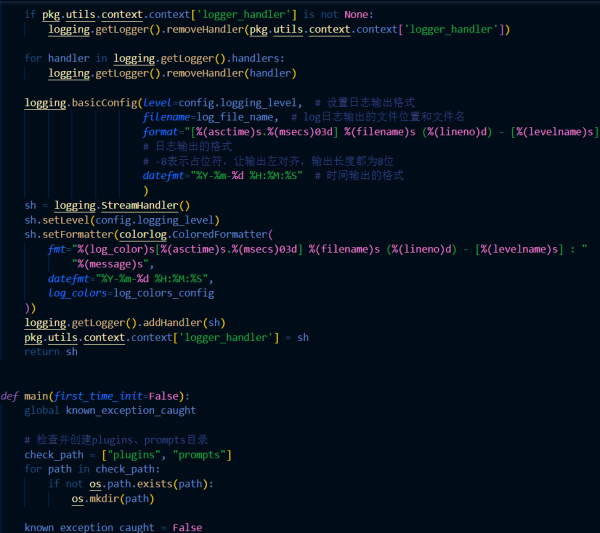 if pkg.utils.context.context['logger_handler'] is not None:
logging.getLogger().removeHandler(pkg.utils.context.context['logger_handler'])
for handler in logging.getLogger().handlers:
logging.getLogger().removeHandler(handler)
logging.basicConfig(level=config.logging_level,  # 设置日志输出格式
filename=log_file_name,  # log日志输出的文件位置和文件名
format="[%(asctime)s.%(msecs)03d] %(filename)s (%(lineno)d) - [%(levelname)s]
# 日志输出的格式
# -8表示占位符，让输出左对齐，输出长度都为8位
datefmt="%Y-%m-%d %H:%M:%S"  # 时间输出的格式
)
sh = logging.StreamHandler()
sh.setLevel(config.logging_level)
sh.setFormatter(colorlog.ColoredFormatter(
fmt="%(log_color)s[%(asctime)s.%(msecs)03d] %(filename)s (%(lineno)d) - [%(levelname)s] : "
"%(message)s",
datefmt="%Y-%m-%d %H:%M:%S",
log_colors=log_colors_config
))
logging.getLogger().addHandler(sh)
pkg.utils.context.context['logger_handler'] = sh
return sh
def main(first_time_init=False):
global known_exception_caught
# 检查并创建plugins、prompts目录
check_path = ["plugins", "prompts"]
for path in check_path:
if not os.path.exists(path):
os.mkdir(path)
known_exception_caught = False